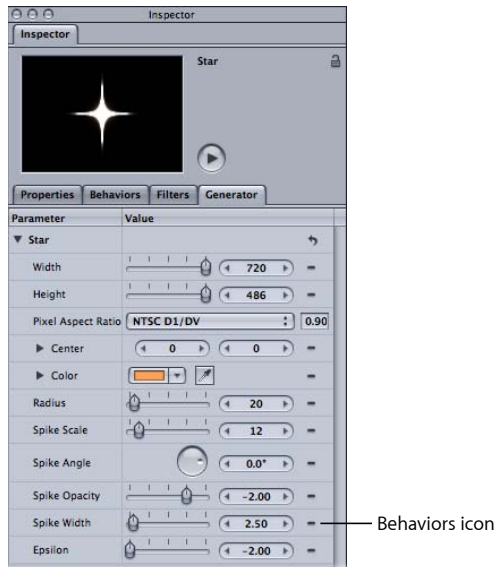 Inspector
Inspector
Star
Properties Behaviors Filters Generator
Parameter Value
Star
Width 720
Height 486
Pixel Aspect Ratio NTSC D1/DV 0.90
Center 0 0
Color
Radius 20
Spike Scale 12
Spike Angle 0.0°
Spike Opacity -2.00
Spike Width 2.50 Behaviors icon
Epsilon -2.00